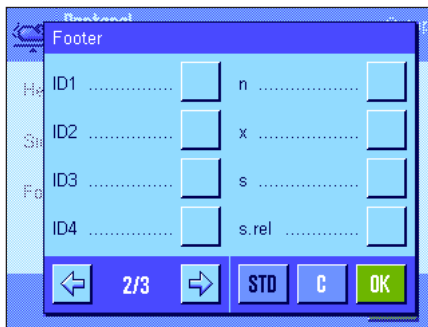 Footer
ID1 ................ n ...................
ID2 ................ x ...................
ID3 ................ s ...................
ID4 ................ s.rel ...............
2/3 STD C OK